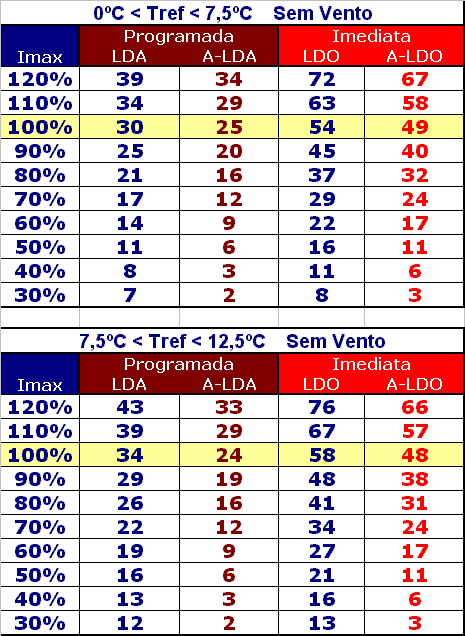 0ºC < Tref < 7,5ºC Sem Vento
Programada Imediata
Imax LDA A-LDA LDO A-LDO
120% 39 34 72 67
110% 34 29 63 58
100% 30 25 54 49
90% 25 20 45 40
80% 21 16 37 32
70% 17 12 29 24
60% 14 9 22 17
50% 11 6 16 11
40% 8 3 11 6
30% 7 2 8 3
7,5ºC < Tref < 12,5ºC Sem Vento
Programada Imediata
Imax LDA A-LDA LDO A-LDO
120% 43 33 76 66
110% 39 29 67 57
100% 34 24 58 48
90% 29 19 48 38
80% 26 16 41 31
70% 22 12 34 24
60% 19 9 27 17
50% 16 6 21 11
40% 13 3 16 6
30% 12 2 13 3